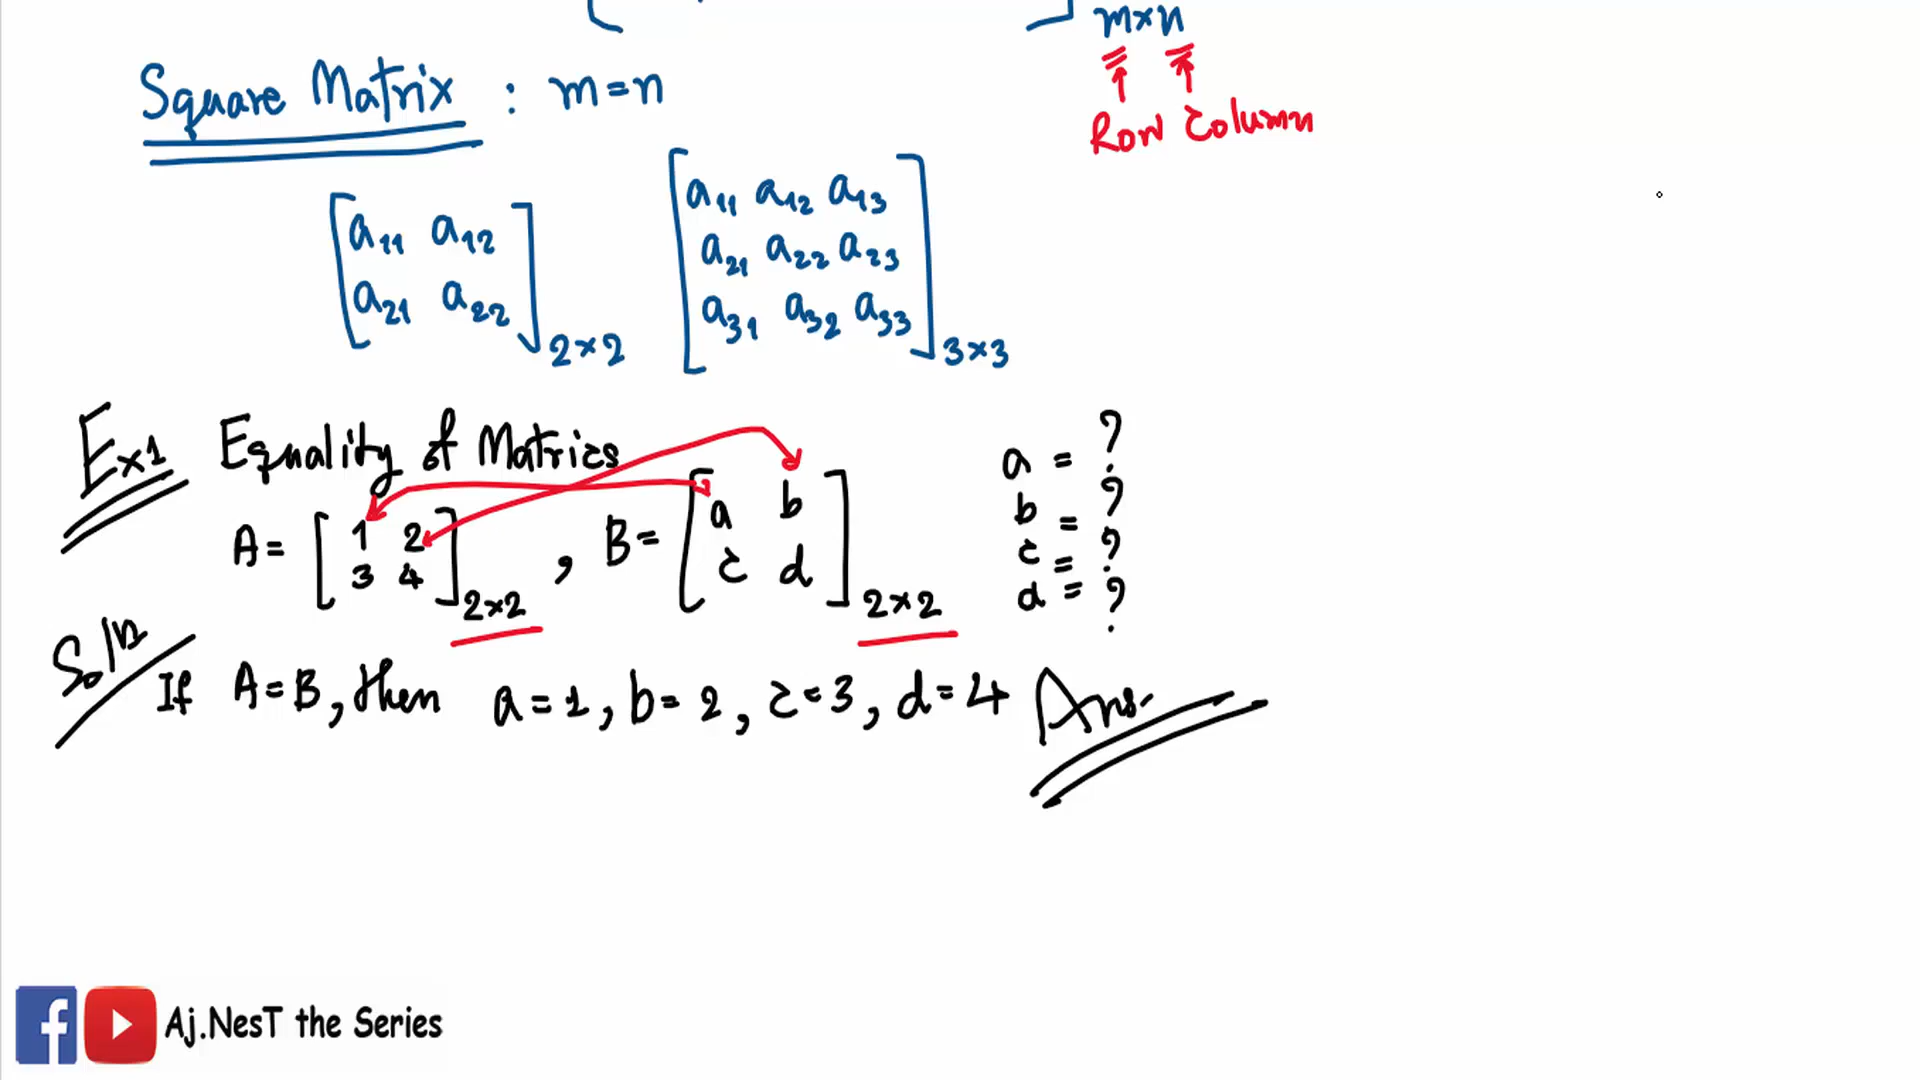 m×n
Row Column
Square Matrix : m=n
a11 a12
a21 a22
2×2
a11 a12 a13
a21 a22 a23
a31 a32 a33
3×3
Ex1 Equality of Matrics
A = [ 1 2
3 4 ] 2×2 , B = [ a b
c d ] 2×2
a = ?
b = ?
c = ?
d = ?
Soln
If A=B, then a=1, b=2, c=3, d=4 Ans.
Aj.NesT the Series